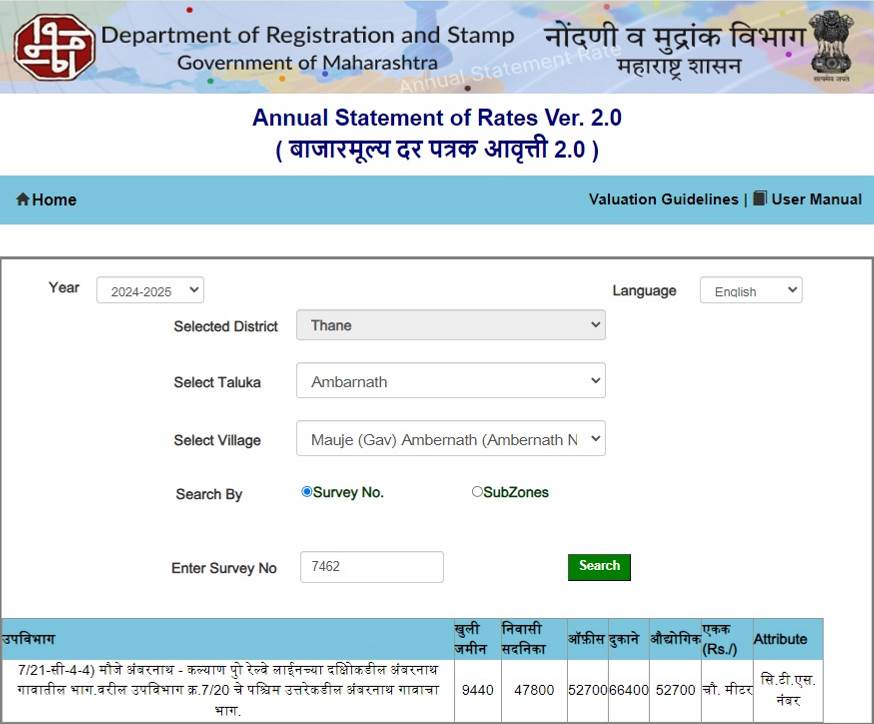 Department of Registration and Stamp
Government of Maharashtra
नोंदणी व मुद्रांक विभाग
महाराष्ट्र शासन
Annual Statement Rate
सत्यमेव जयते
Annual Statement of Rates Ver. 2.0
( बाजारमूल्य दर पत्रक आवृत्ती 2.0 )
Home
Valuation Guidelines | User Manual
Year 2024-2025 Language English
Selected District Thane
Select Taluka Ambarnath
Select Village Mauje (Gav) Ambernath (Ambernath N
Search By Survey No. SubZones
Enter Survey No 7462 Search
उपविभाग खुली जमीन निवासी सदनिका ऑफ़ीस दुकाने औद्योगिक एकक (Rs./) Attribute
7/21-सी-4-4) मौजे अंबरनाथ - कल्याण पुो रेल्वे लाईनच्या दक्षिोकडील अंबरनाथ
गावातील भाग.वरील उपविभाग क्र.7/20 चे पश्चिम उत्तरेकडील अंबरनाथ गावाचा
भाग.
9440 47800 52700 66400 52700 चौ. मीटर सि.टी.एस. नंबर